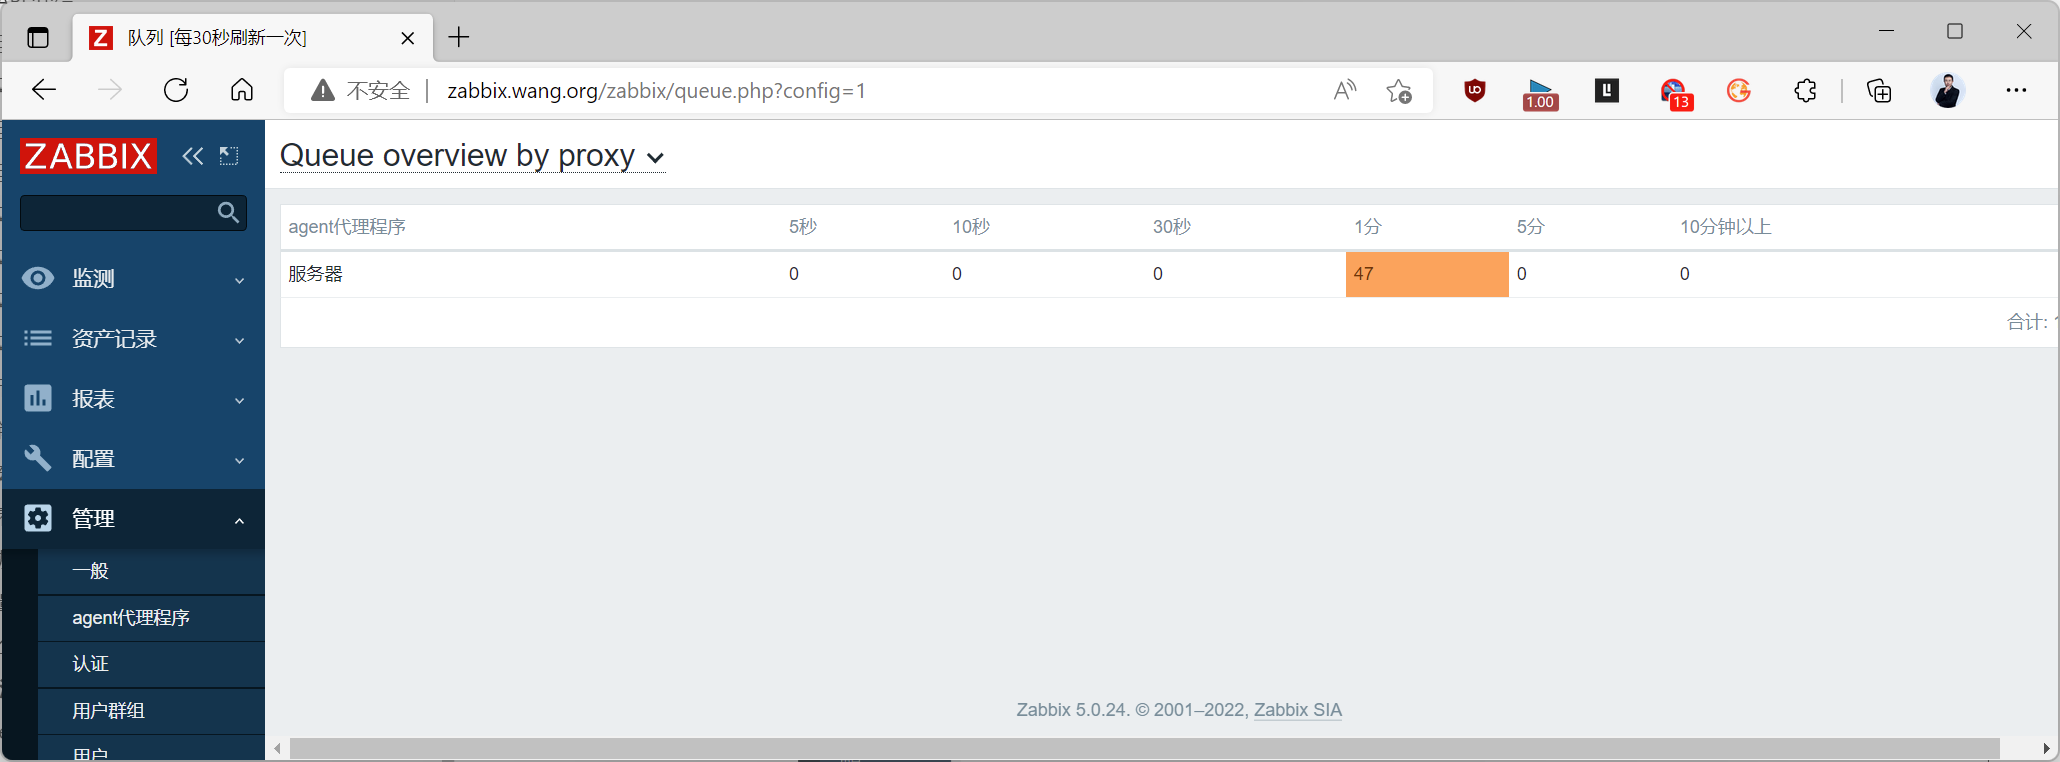 队列 [每30秒刷新一次]
不安全 zabbix.wang.org/zabbix/queue.php?config=1
1.00
13
ZABBIX
Queue overview by proxy
agent代理程序 5秒 10秒 30秒 1分 5分 10分钟以上
服务器 0 0 0 47 0 0
合计:
监测
资产记录
报表
配置
管理
一般
agent代理程序
认证
用户群组
用户
Zabbix 5.0.24. © 2001–2022, Zabbix SIA